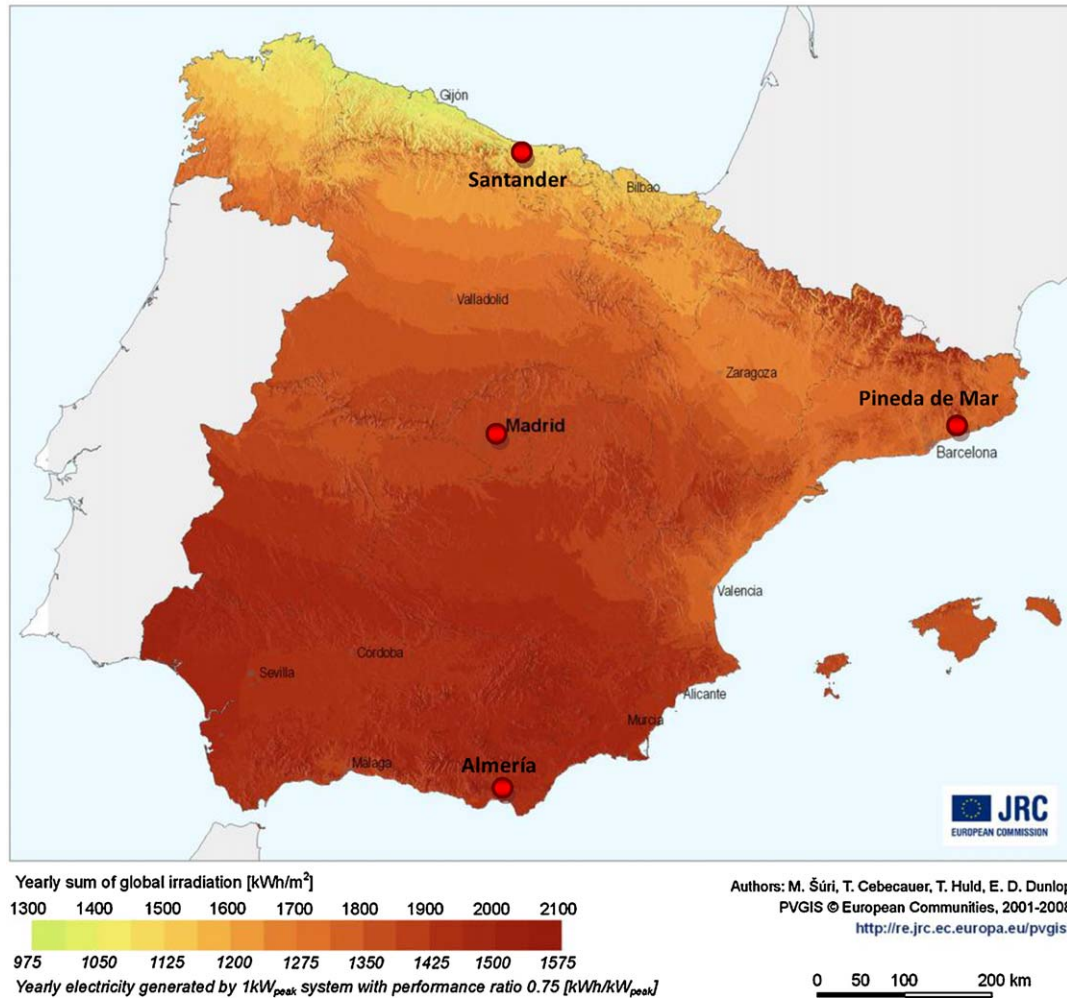 Gijón
Santander
Bilbao
Valladolid
Zaragoza
Pineda de Mar
Madrid
Barcelona
Valencia
Córdoba
Sevilla
Alicante
Murcia
Málaga
Almería
JRC
EUROPEAN COMMISSION
Yearly sum of global irradiation [kWh/m²]
1300 1400 1500 1600 1700 1800 1900 2000 2100
975 1050 1125 1200 1275 1350 1425 1500 1575
Yearly electricity generated by 1kWpeak system with performance ratio 0.75 [kWh/kWpeak]
Authors: M. Šúri, T. Cebecauer, T. Huld, E. D. Dunlop
PVGIS © European Communities, 2001-2008
http://re.jrc.ec.europa.eu/pvgis
0 50 100 200 km